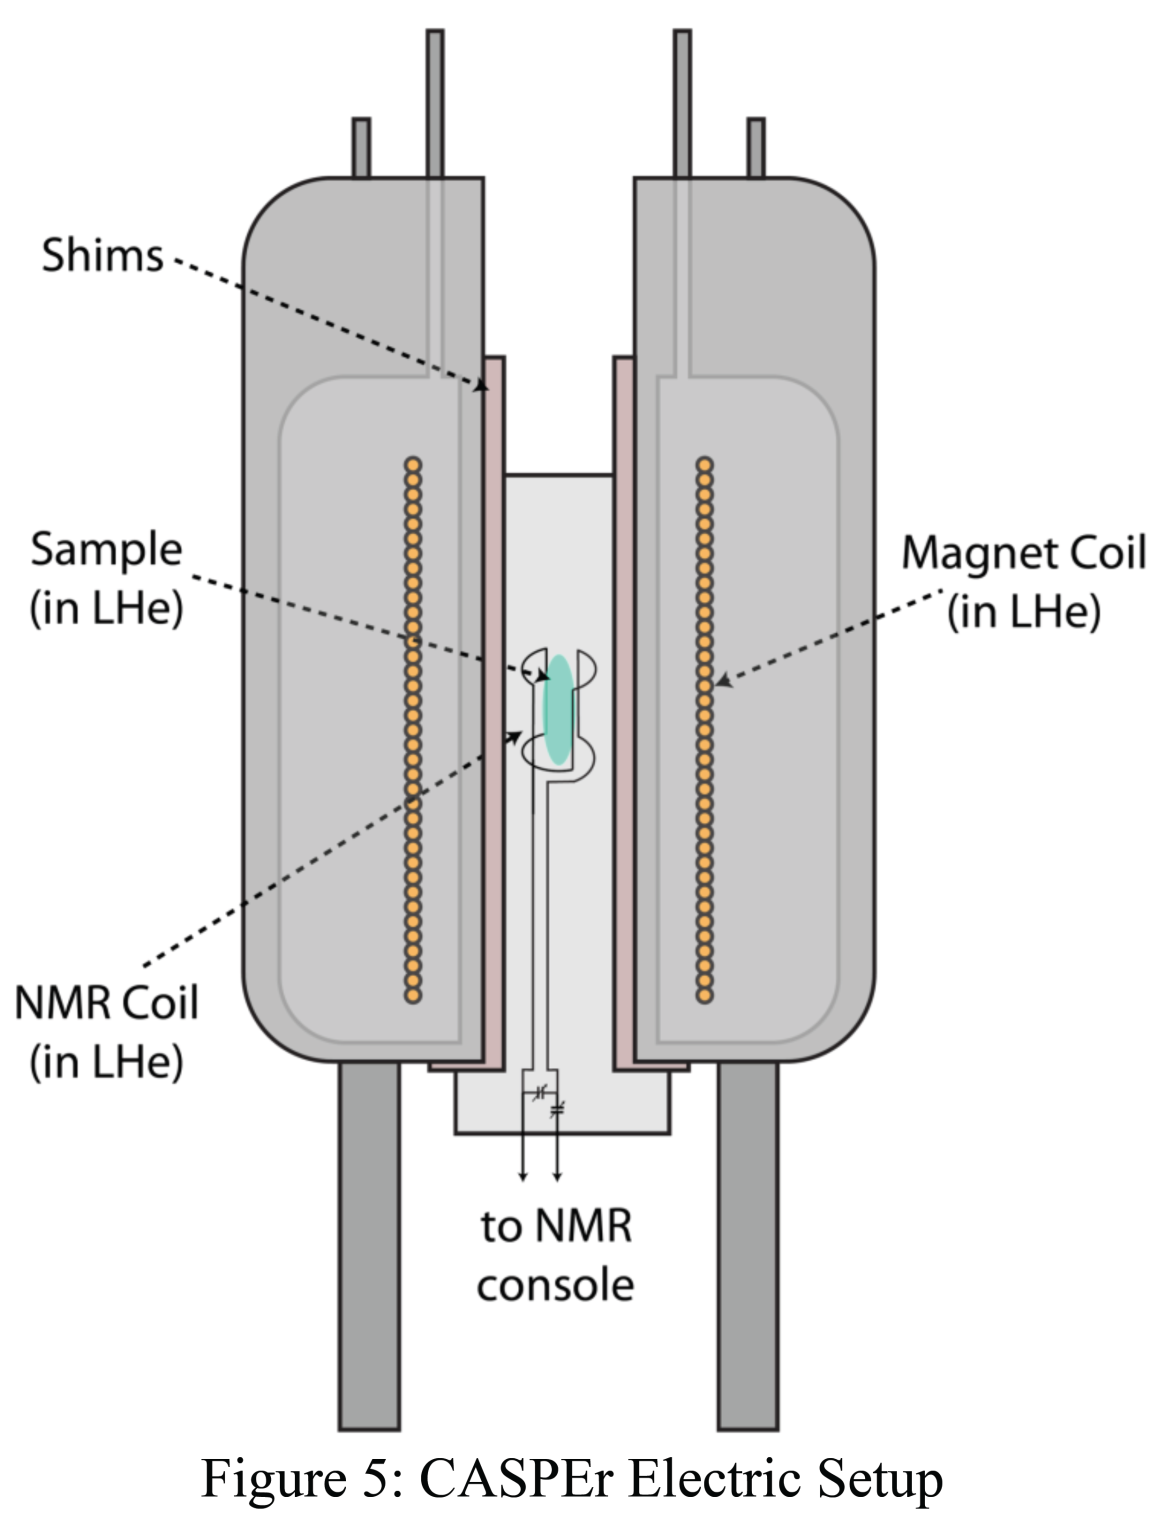 Shims
Sample
(in LHe)
Magnet Coil
(in LHe)
NMR Coil
(in LHe)
to NMR
console
Figure 5: CASPEr Electric Setup